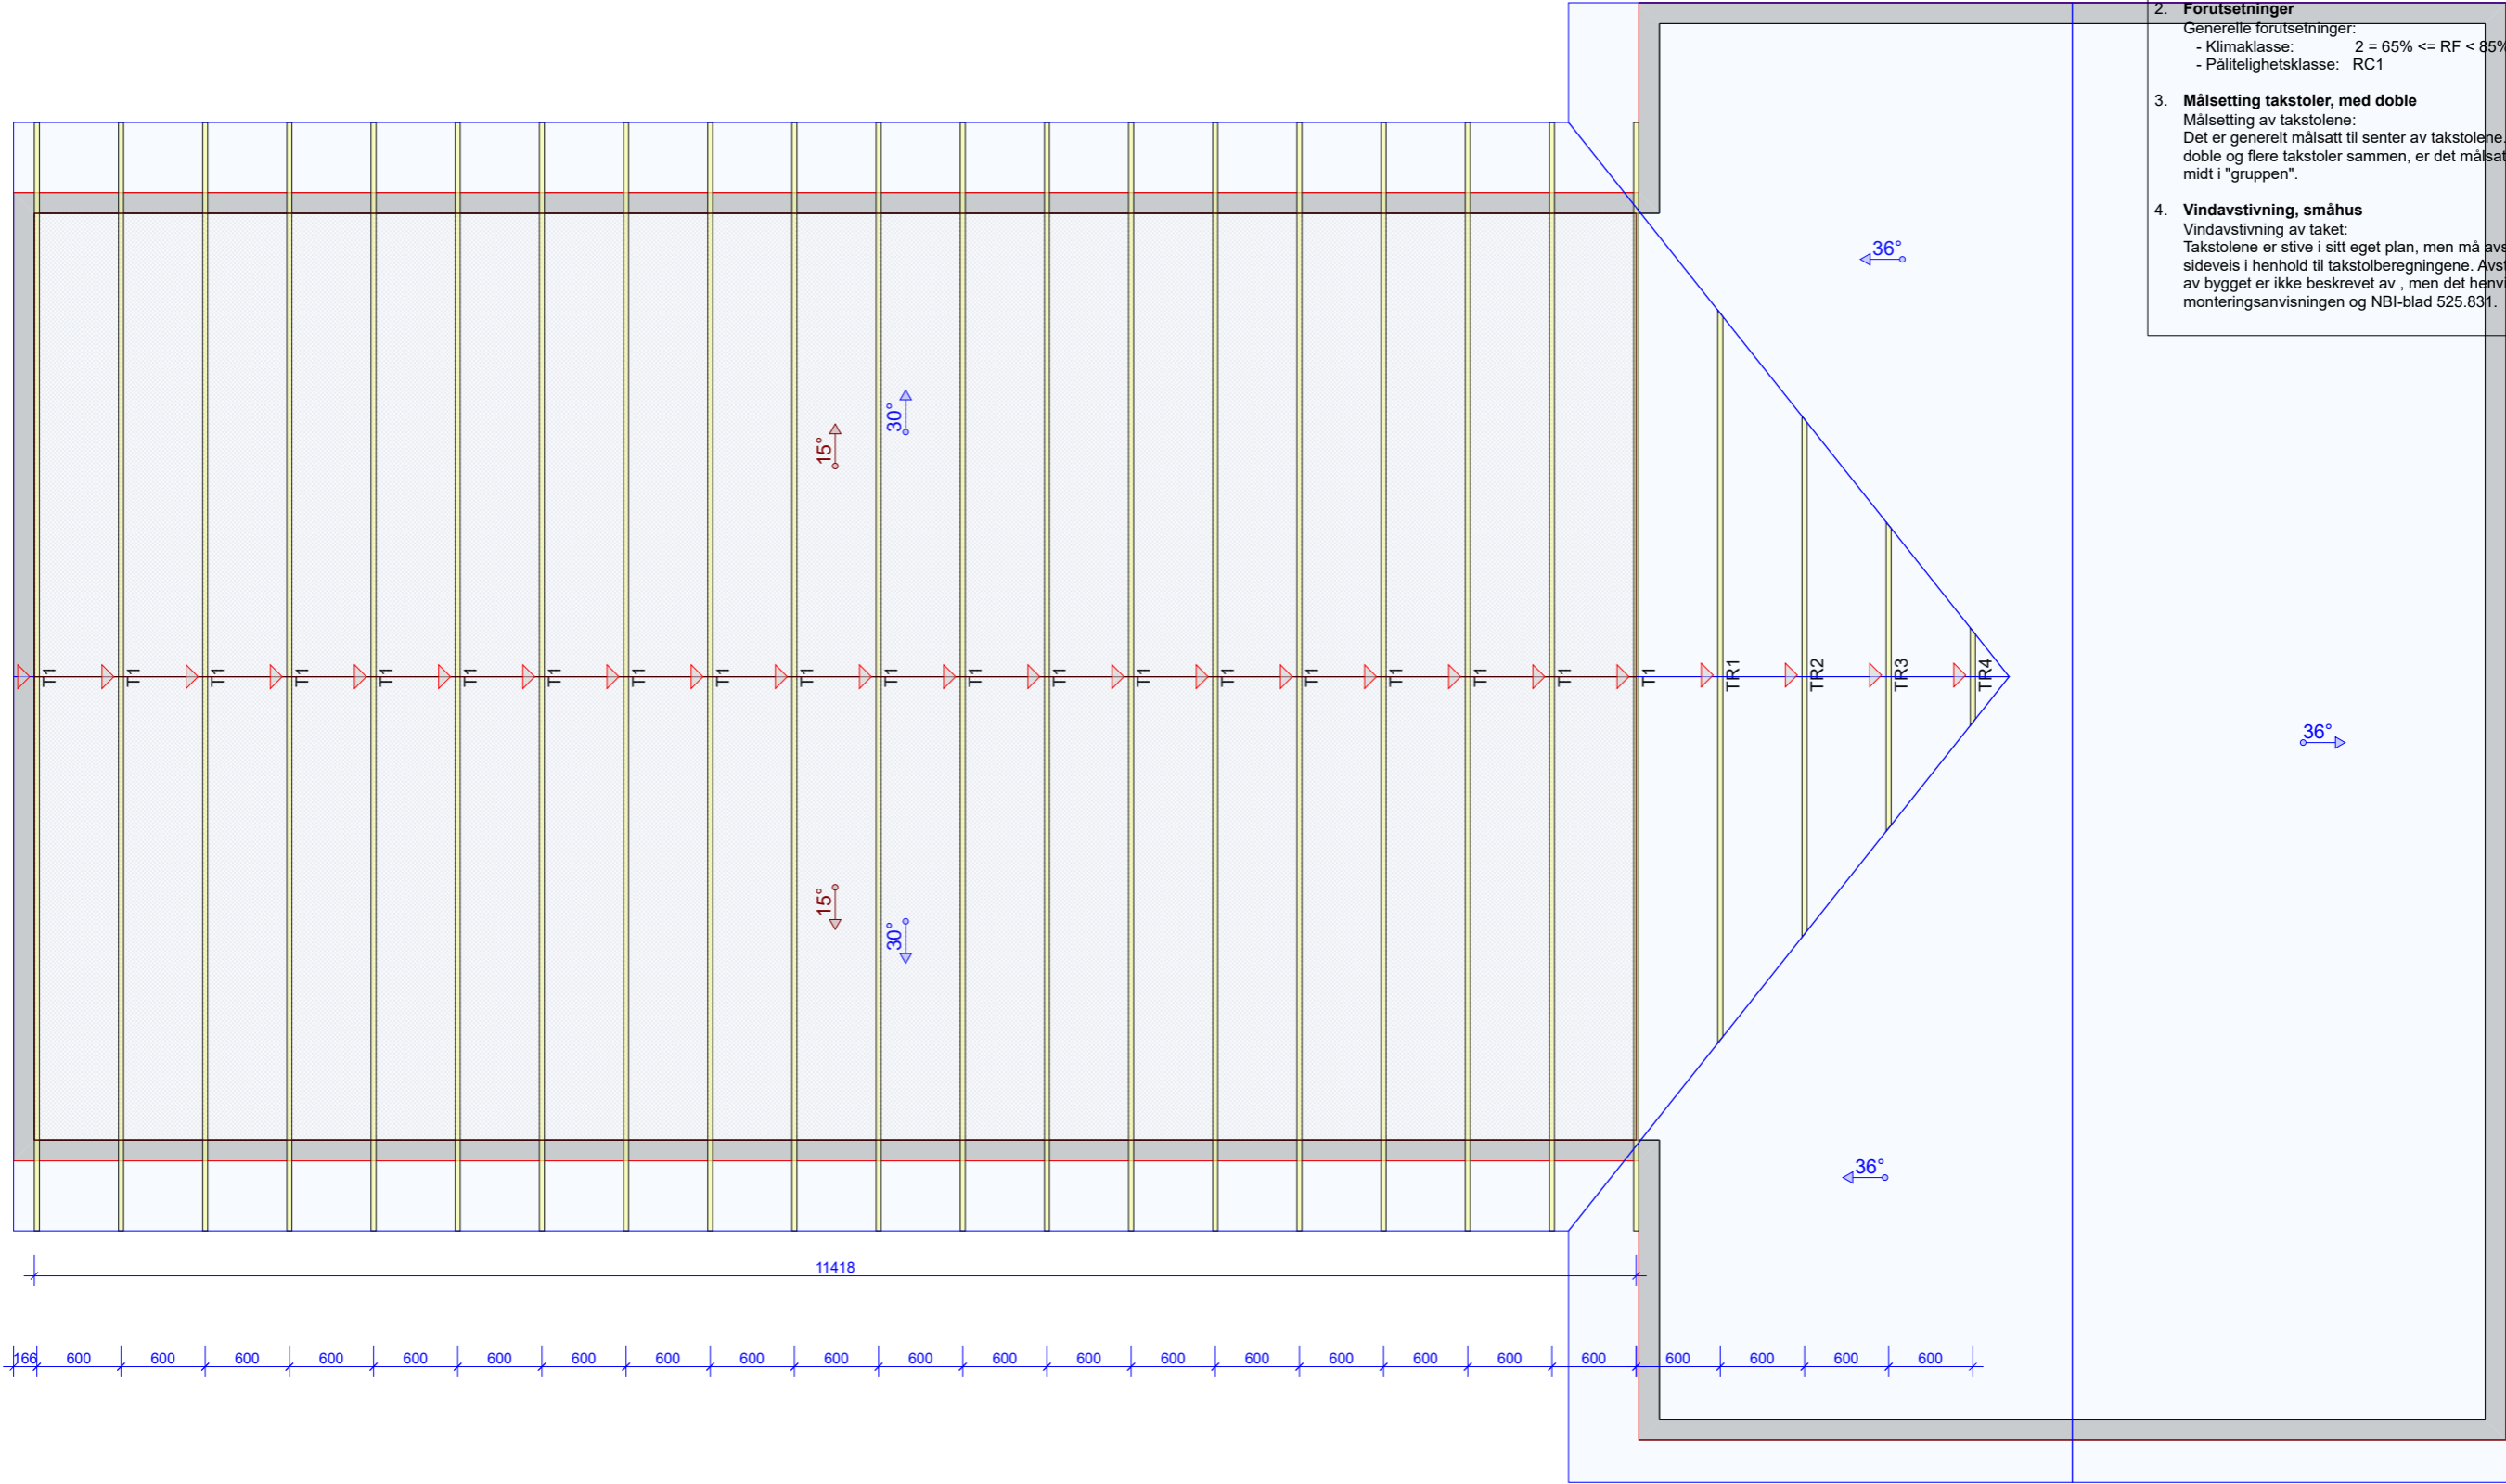 2. Forutsetninger
Generelle forutsetninger:
- Klimaklasse: 2 = 65% <= RF < 85%
- Pålitelighetsklasse: RC1
3. Målsetting takstoler, med doble
Målsetting av takstolene:
Det er generelt målsatt til senter av takstolene.
doble og flere takstoler sammen, er det målsat
midt i "gruppen".
4. Vindavstivning, småhus
Vindavstivning av taket:
Takstolene er stive i sitt eget plan, men må avs
sideveis i henhold til takstolberegningene. Avst
av bygget er ikke beskrevet av , men det henvi
monteringsanvisningen og NBI-blad 525.831.
36°
30°
15°
T1 T1 T1 T1 T1 T1 T1 T1 T1 T1 T1 T1 T1 T1 T1 T1 T1 T1 T1 T1 TR1 TR2 TR3 TR4
36°
15°
30°
36°
11418
166 600 600 600 600 600 600 600 600 600 600 600 600 600 600 600 600 600 600 600 600 600 600 600